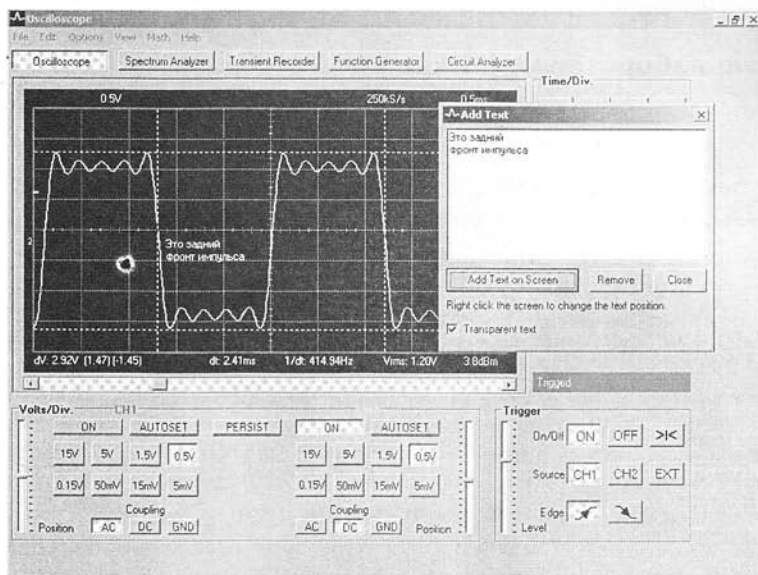 Oscilloscope
File Edit Options View Math Help
Oscilloscope Spectrum Analyzer Transient Recorder Function Generator Circuit Analyzer
Time/Div.
0.5V 250kS/s 0.5ms
Add Text
Это задний
фронт импульса
2
Это задний
фронт импульса
Add Text on Screen Remove Close
Right click the screen to change the text position.
Transparent text
dV: 2.92V (1.47) [-1.45] dt: 2.41ms 1/dt: 414.94Hz Vrms: 1.20V 3.8dBm
Trigged
Volts/Div. CH1
ON AUTOSET PERSIST ON AUTOSET
15V 5V 1.5V 0.5V 15V 5V 1.5V 0.5V
0.15V 50mV 15mV 5mV 0.15V 50mV 15mV 5mV
Coupling Coupling
Position AC DC GND AC DC GND Position
Trigger
On/Off ON OFF
Source CH1 CH2 EXT
Edge
Level